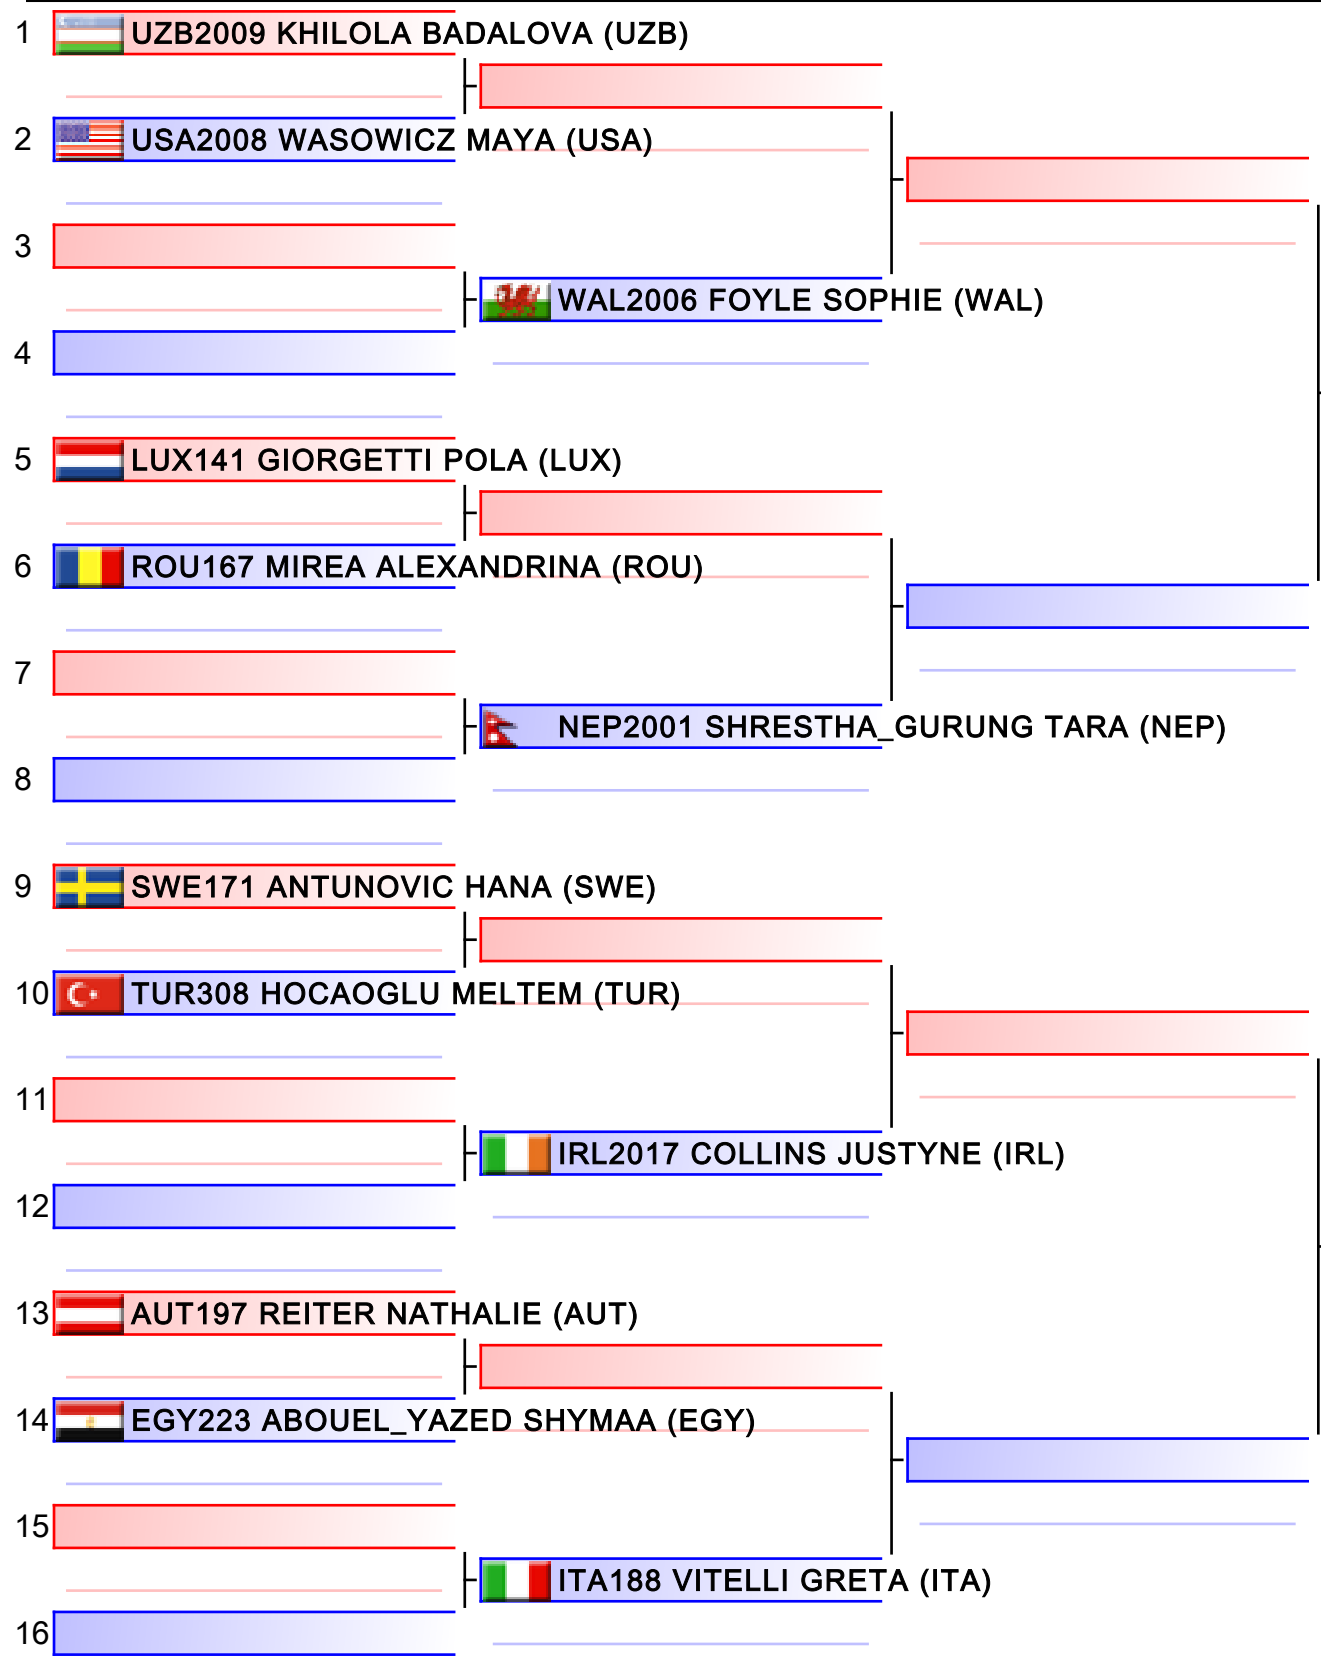 1 UZB2009 KHILOLA BADALOVA (UZB)
2 USA2008 WASOWICZ MAYA (USA)
3
WAL2006 FOYLE SOPHIE (WAL)
4
5 LUX141 GIORGETTI POLA (LUX)
6 ROU167 MIREA ALEXANDRINA (ROU)
7
NEP2001 SHRESTHA_GURUNG TARA (NEP)
8
9 SWE171 ANTUNOVIC HANA (SWE)
10 TUR308 HOCAOGLU MELTEM (TUR)
11
IRL2017 COLLINS JUSTYNE (IRL)
12
13 AUT197 REITER NATHALIE (AUT)
14 EGY223 ABOUEL_YAZED SHYMAA (EGY)
15
ITA188 VITELLI GRETA (ITA)
16